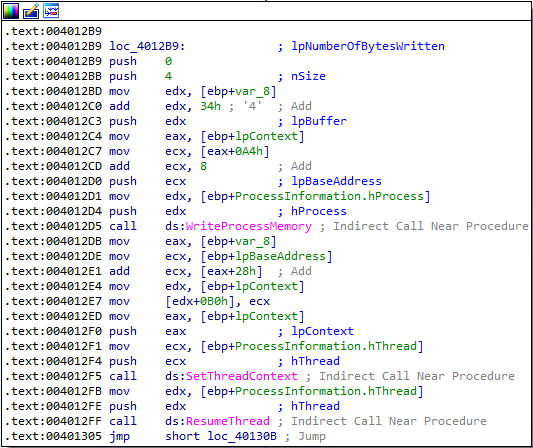 .text:004012B9
.text:004012B9 loc_4012B9: ; lpNumberOfBytesWritten
.text:004012B9 push 0
.text:004012BB push 4 ; nSize
.text:004012BD mov edx, [ebp+var_8]
.text:004012C0 add edx, 34h ; '4' ; Add
.text:004012C3 push edx ; lpBuffer
.text:004012C4 mov eax, [ebp+lpContext]
.text:004012C7 mov ecx, [eax+0A4h]
.text:004012CD add ecx, 8 ; Add
.text:004012D0 push ecx ; lpBaseAddress
.text:004012D1 mov edx, [ebp+ProcessInformation.hProcess]
.text:004012D4 push edx ; hProcess
.text:004012D5 call ds:WriteProcessMemory ; Indirect Call Near Procedure
.text:004012DB mov eax, [ebp+var_8]
.text:004012DE mov ecx, [ebp+lpBaseAddress]
.text:004012E1 add ecx, [eax+28h] ; Add
.text:004012E4 mov edx, [ebp+lpContext]
.text:004012E7 mov [edx+0B0h], ecx
.text:004012ED mov eax, [ebp+lpContext]
.text:004012F0 push eax ; lpContext
.text:004012F1 mov ecx, [ebp+ProcessInformation.hThread]
.text:004012F4 push ecx ; hThread
.text:004012F5 call ds:SetThreadContext ; Indirect Call Near Procedure
.text:004012FB mov edx, [ebp+ProcessInformation.hThread]
.text:004012FE push edx ; hThread
.text:004012FF call ds:ResumeThread ; Indirect Call Near Procedure
.text:00401305 jmp short loc_40130B ; Jump